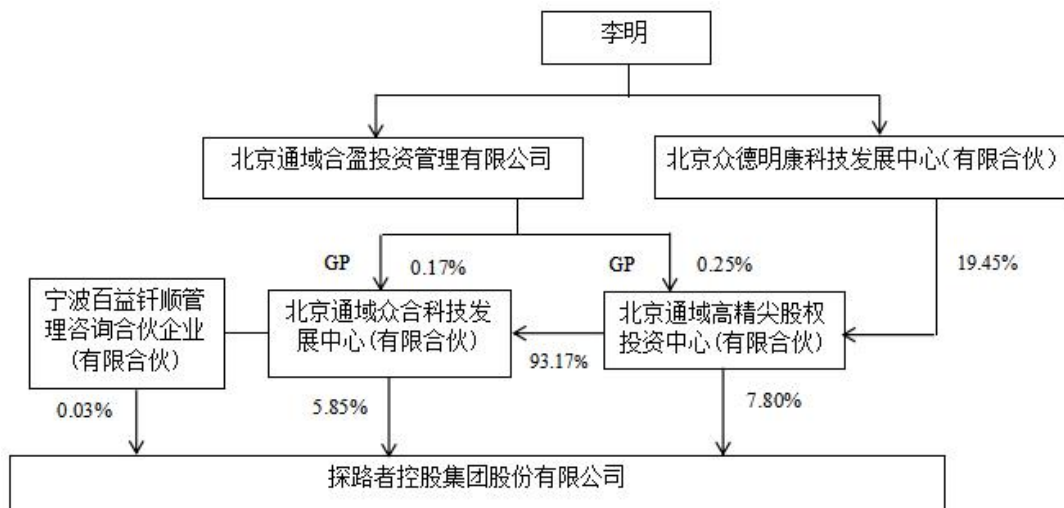 李明
北京通域合盈投资管理有限公司
北京众德明康科技发展中心(有限合伙)
GP
0.17%
GP
0.25%
19.45%
宁波百益钎顺管
理咨询合伙企业
(有限合伙)
北京通域众合科技发
展中心(有限合伙)
北京通域高精尖股权
投资中心(有限合伙)
93.17%
0.03%
5.85%
7.80%
探路者控股集团股份有限公司